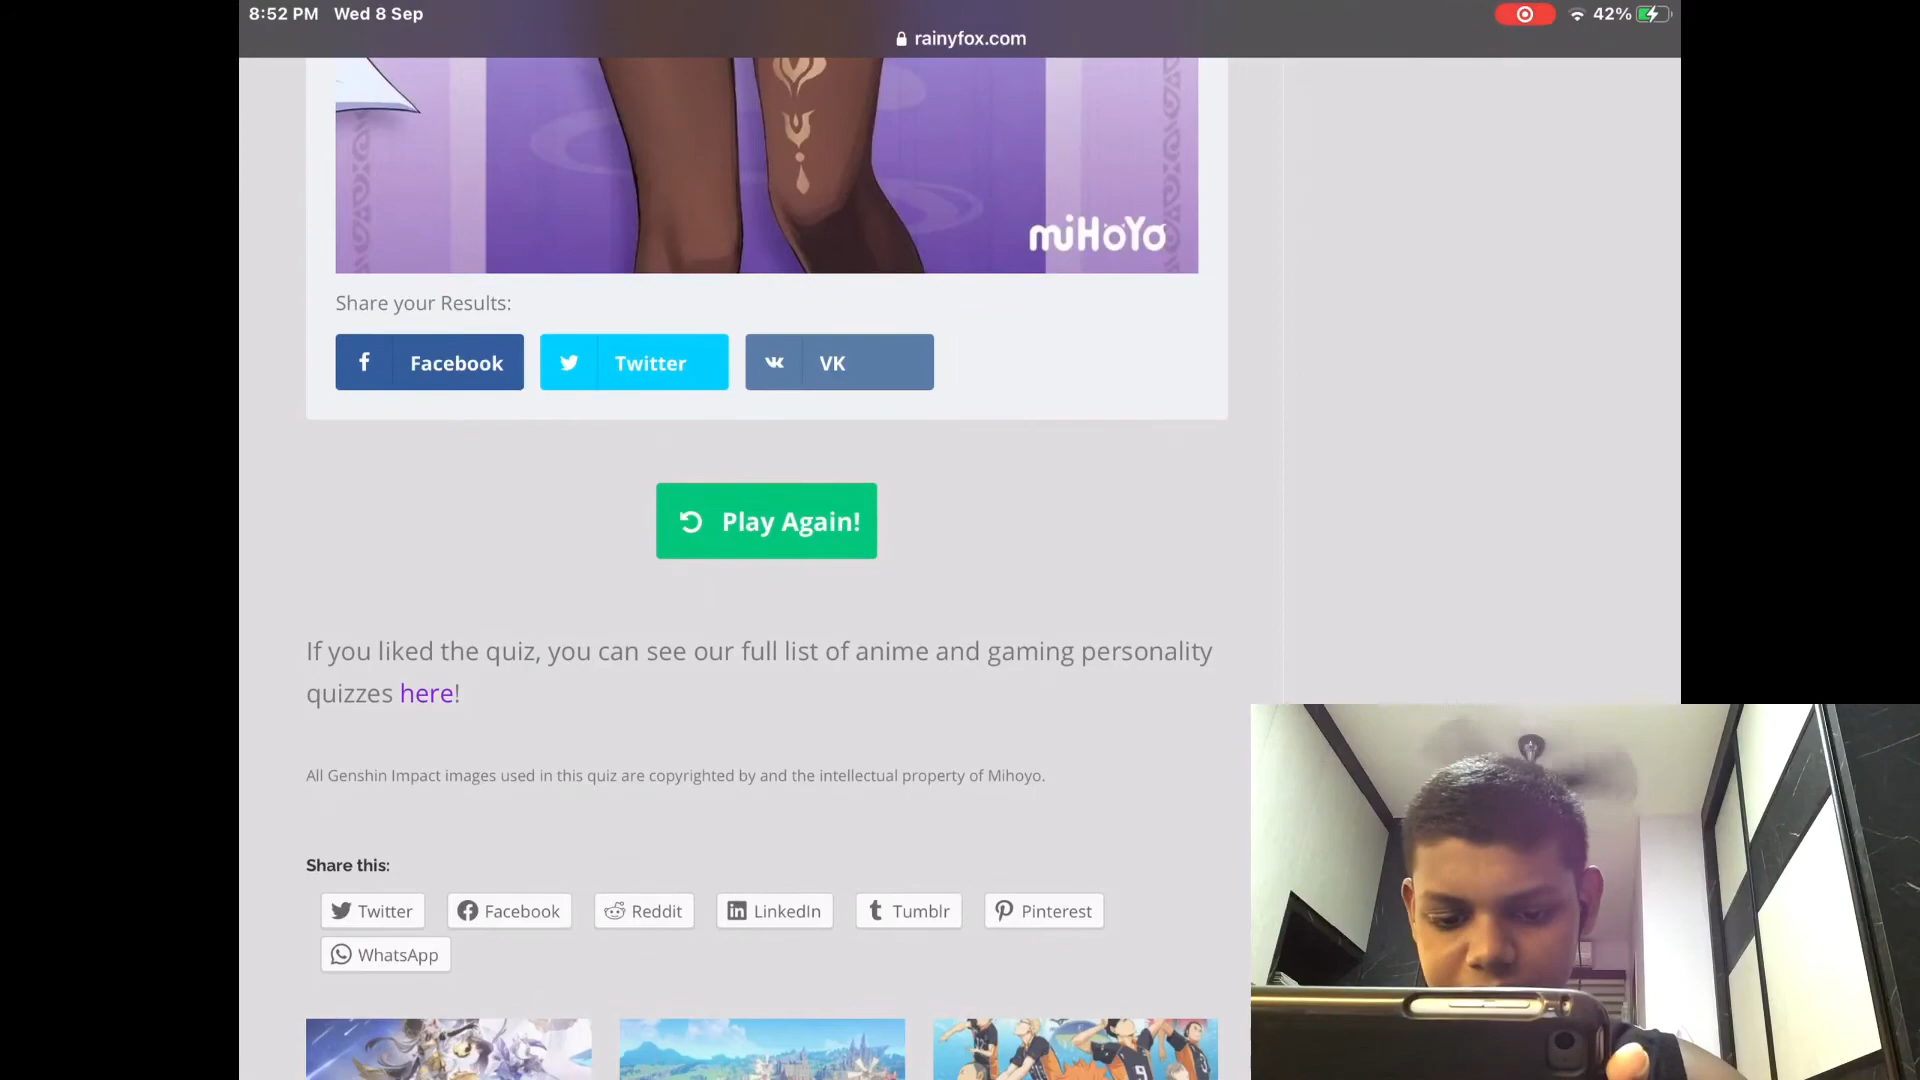 8:52 PM Wed 8 Sep
42%
rainyfox.com
miHoYo
Share your Results:
Facebook
Twitter
VK
Play Again!
If you liked the quiz, you can see our full list of anime and gaming personality
quizzes here!
All Genshin Impact images used in this quiz are copyrighted by and the intellectual property of Mihoyo.
Share this:
Twitter
Facebook
Reddit
LinkedIn
Tumblr
Pinterest
WhatsApp
9